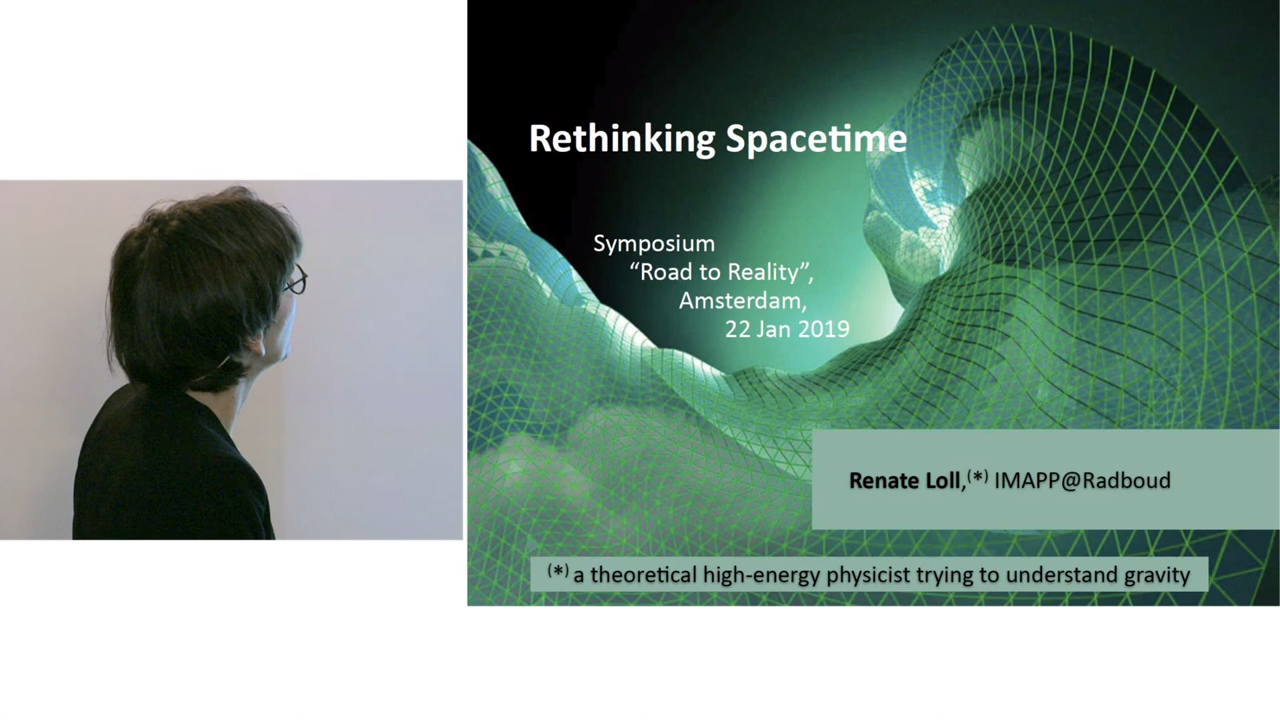 Rethinking Spacetime
Symposium
“Road to Reality”,
Amsterdam,
22 Jan 2019
Renate Loll,(*) IMAPP@Radboud
(*) a theoretical high-energy physicist trying to understand gravity